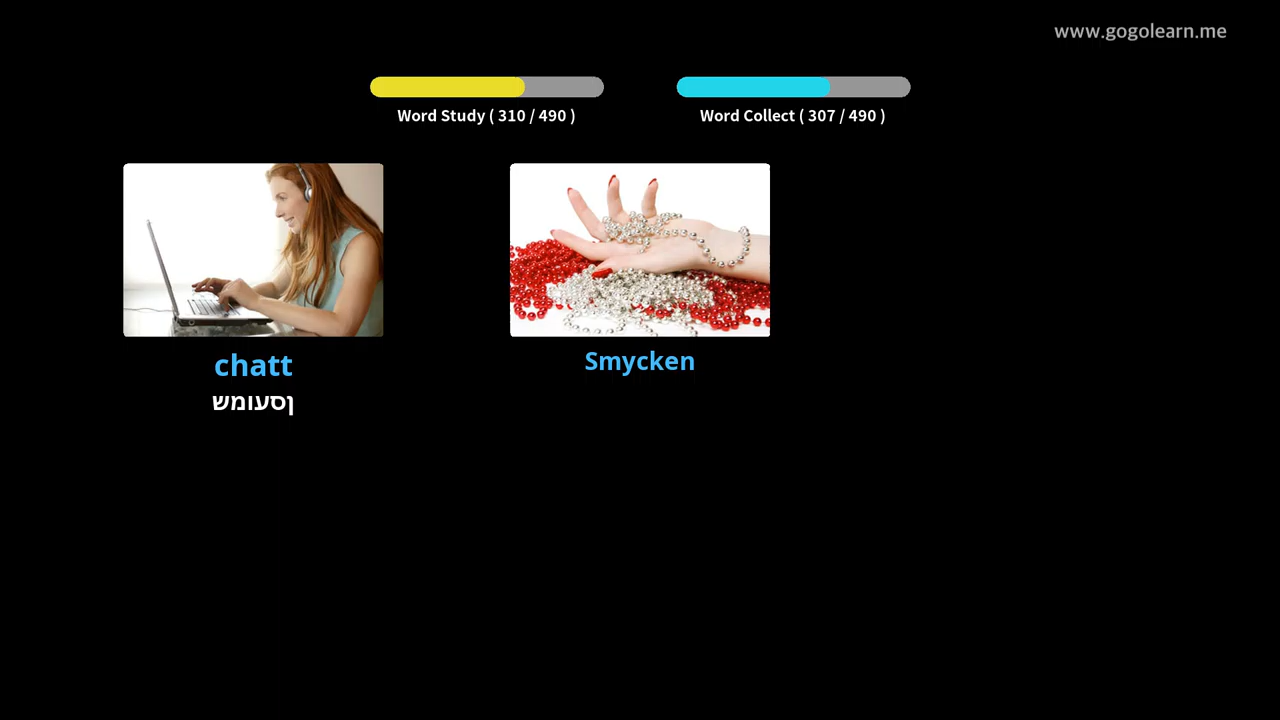 www.gogolearn.me
Word Study ( 310 / 490 )
Word Collect ( 307 / 490 )
chatt
ןסעומש
Smycken